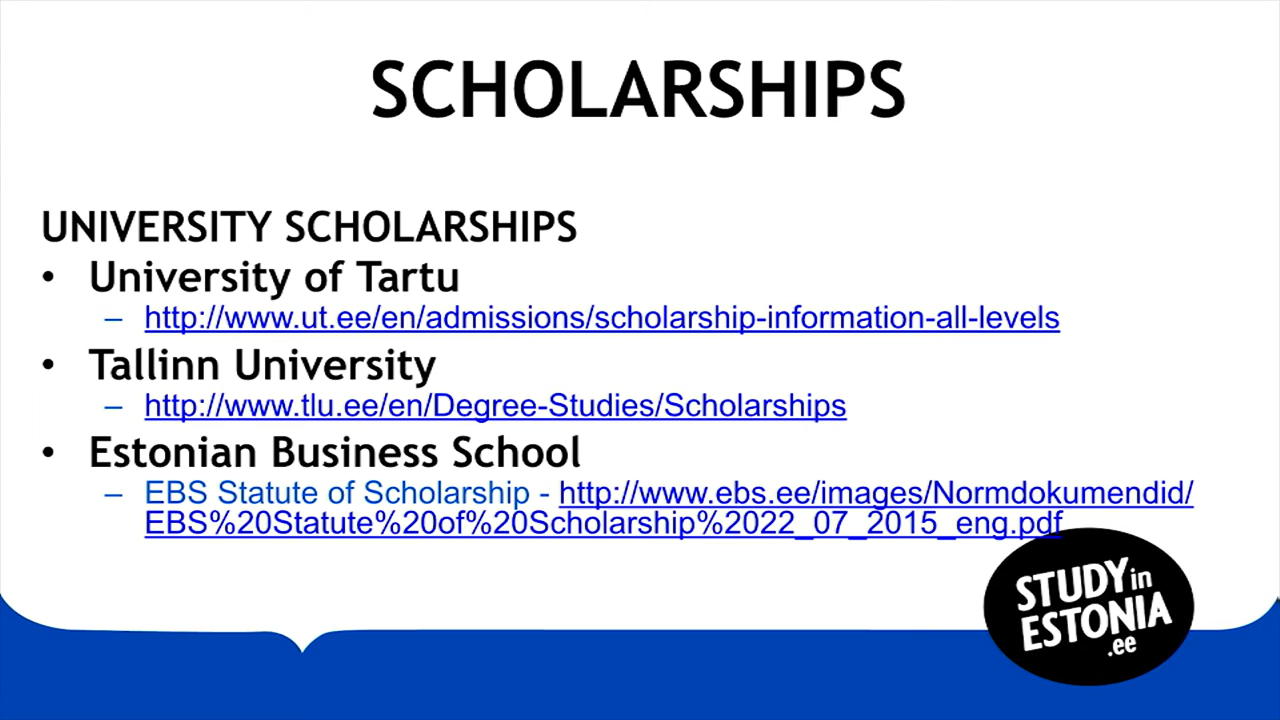 SCHOLARSHIPS
UNIVERSITY SCHOLARSHIPS
• University of Tartu
– http://www.ut.ee/en/admissions/scholarship-information-all-levels
• Tallinn University
– http://www.tlu.ee/en/Degree-Studies/Scholarships
• Estonian Business School
– EBS Statute of Scholarship - http://www.ebs.ee/images/Normdokumendid/
EBS%20Statute%20of%20Scholarship%2022_07_2015_eng.pdf
STUDY in
ESTONIA
.ee